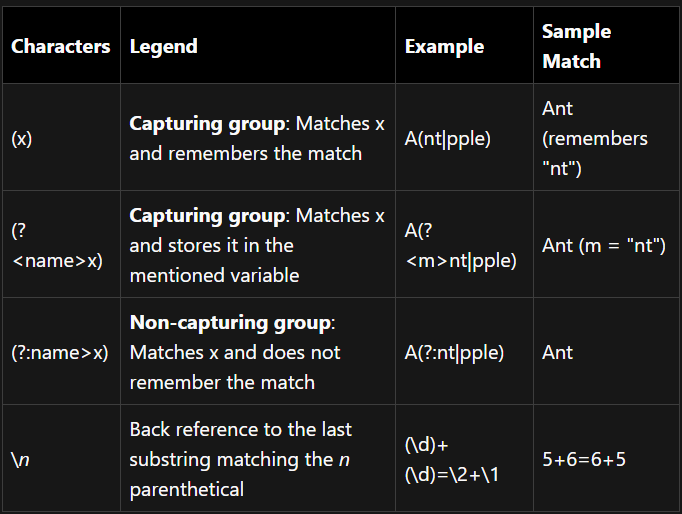 Characters Legend Example Sample
Match
(x) Capturing group: Matches x
and remembers the match A(nt|pple) Ant
(remembers
"nt")
(?
<name>x) Capturing group: Matches x
and stores it in the
mentioned variable A(?
<m>nt|pple) Ant (m = "nt")
(?:name>x) Non-capturing group:
Matches x and does not
remember the match A(?:nt|pple) Ant
\n Back reference to the last
substring matching the n
parenthetical (\d)+
(\d)=\2+\1 5+6=6+5